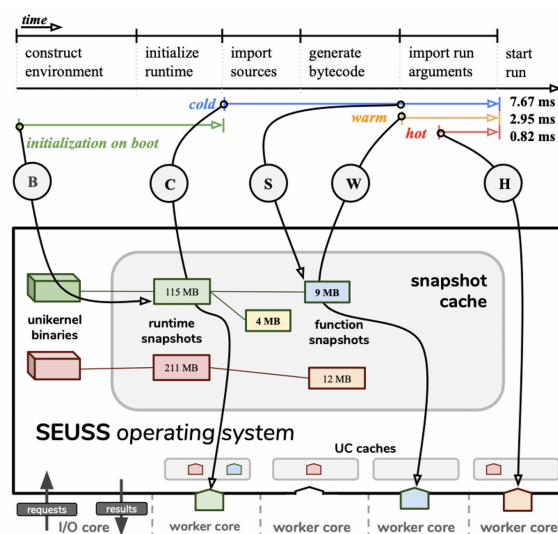 time
construct
environment
initialize
runtime
import
sources
generate
bytecode
import run
arguments
start
run
cold
7.67 ms
warm
2.95 ms
hot
0.82 ms
initialization on boot
B
C
S
W
H
snapshot
cache
115 MB
9 MB
4 MB
unikernel
binaries
runtime
snapshots
function
snapshots
211 MB
12 MB
SEUSS operating system
UC caches
requests
results
I/O core
worker core
worker core
worker core
worker core